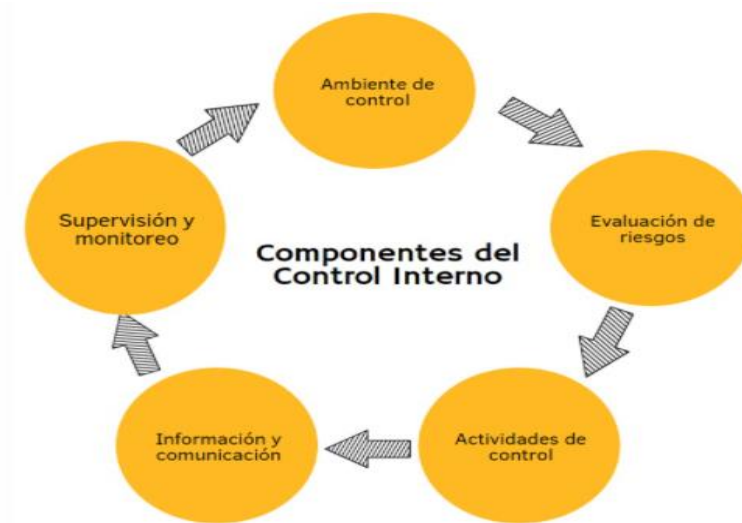 Ambiente de
control
Evaluación de
riesgos
Supervisión y
monitoreo
Componentes del
Control Interno
Información y
comunicación
Actividades de
control